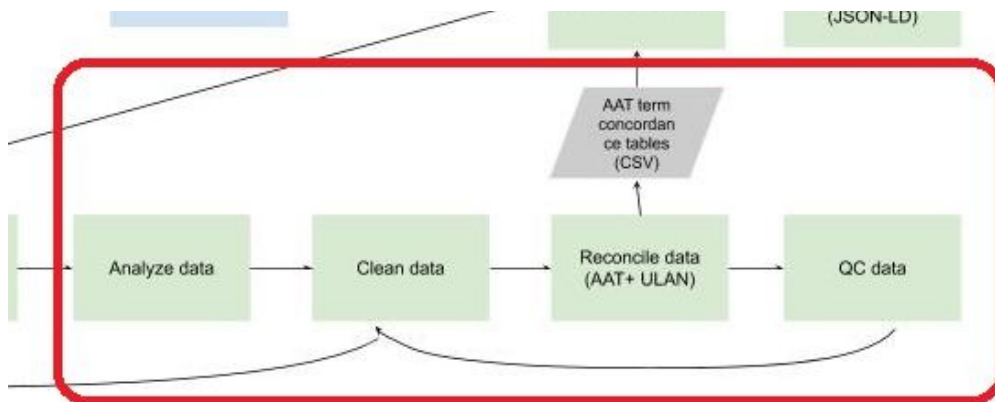 (JSON-LD)
AAT term
concordan
ce tables
(CSV)
Analyze data
Clean data
Reconcile data
(AAT+ ULAN)
QC data